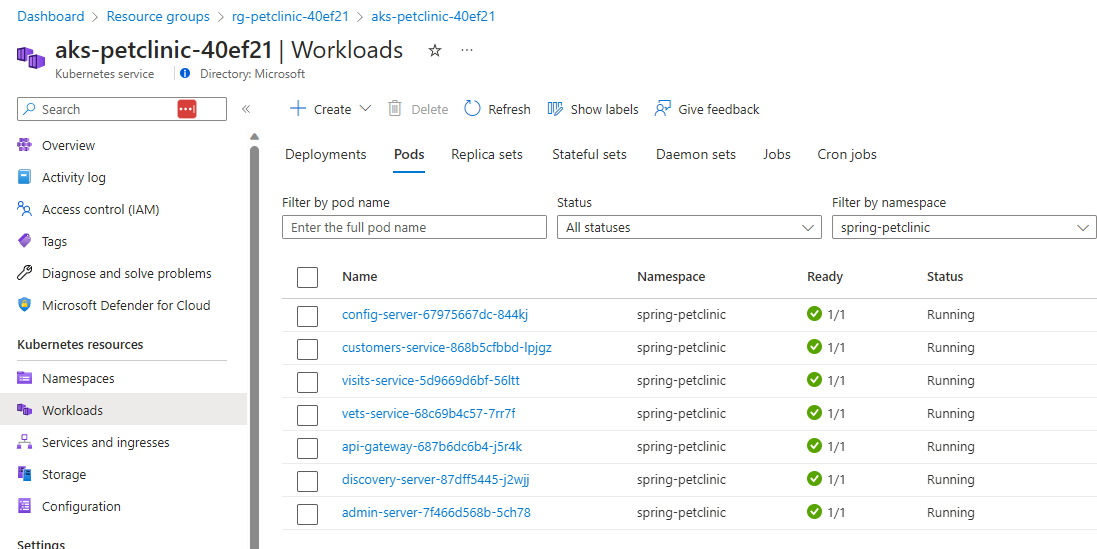 Dashboard > Resource groups > rg-petclinic-40ef21 > aks-petclinic-40ef21
aks-petclinic-40ef21 | Workloads ☆ ...
Kubernetes service Directory: Microsoft
Search
Create Delete Refresh Show labels Give feedback
Overview
Activity log
Access control (IAM)
Tags
Diagnose and solve problems
Microsoft Defender for Cloud
Kubernetes resources
Namespaces
Workloads
Services and ingresses
Storage
Configuration
Settings
Deployments Pods Replica sets Stateful sets Daemon sets Jobs Cron jobs
Filter by pod name Status Filter by namespace
Enter the full pod name All statuses spring-petclinic
Name Namespace Ready Status
config-server-67975667dc-844kj spring-petclinic 1/1 Running
customers-service-868b5cfbbd-lpjgz spring-petclinic 1/1 Running
visits-service-5d9669d6bf-56ltt spring-petclinic 1/1 Running
vets-service-68c69b4c57-7rr7f spring-petclinic 1/1 Running
api-gateway-687b6dc6b4-j5r4k spring-petclinic 1/1 Running
discovery-server-87dff5445-j2wjj spring-petclinic 1/1 Running
admin-server-7f466d568b-5ch78 spring-petclinic 1/1 Running